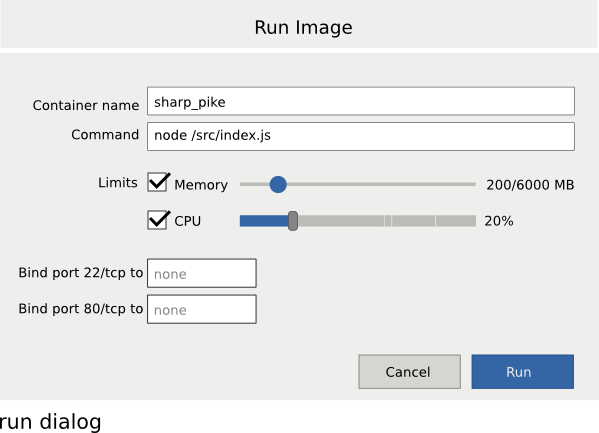 Run Image
Container name sharp_pike
Command node /src/index.js
Limits Memory 200/6000 MB
CPU 20%
Bind port 22/tcp to none
Bind port 80/tcp to none
Cancel Run
run dialog